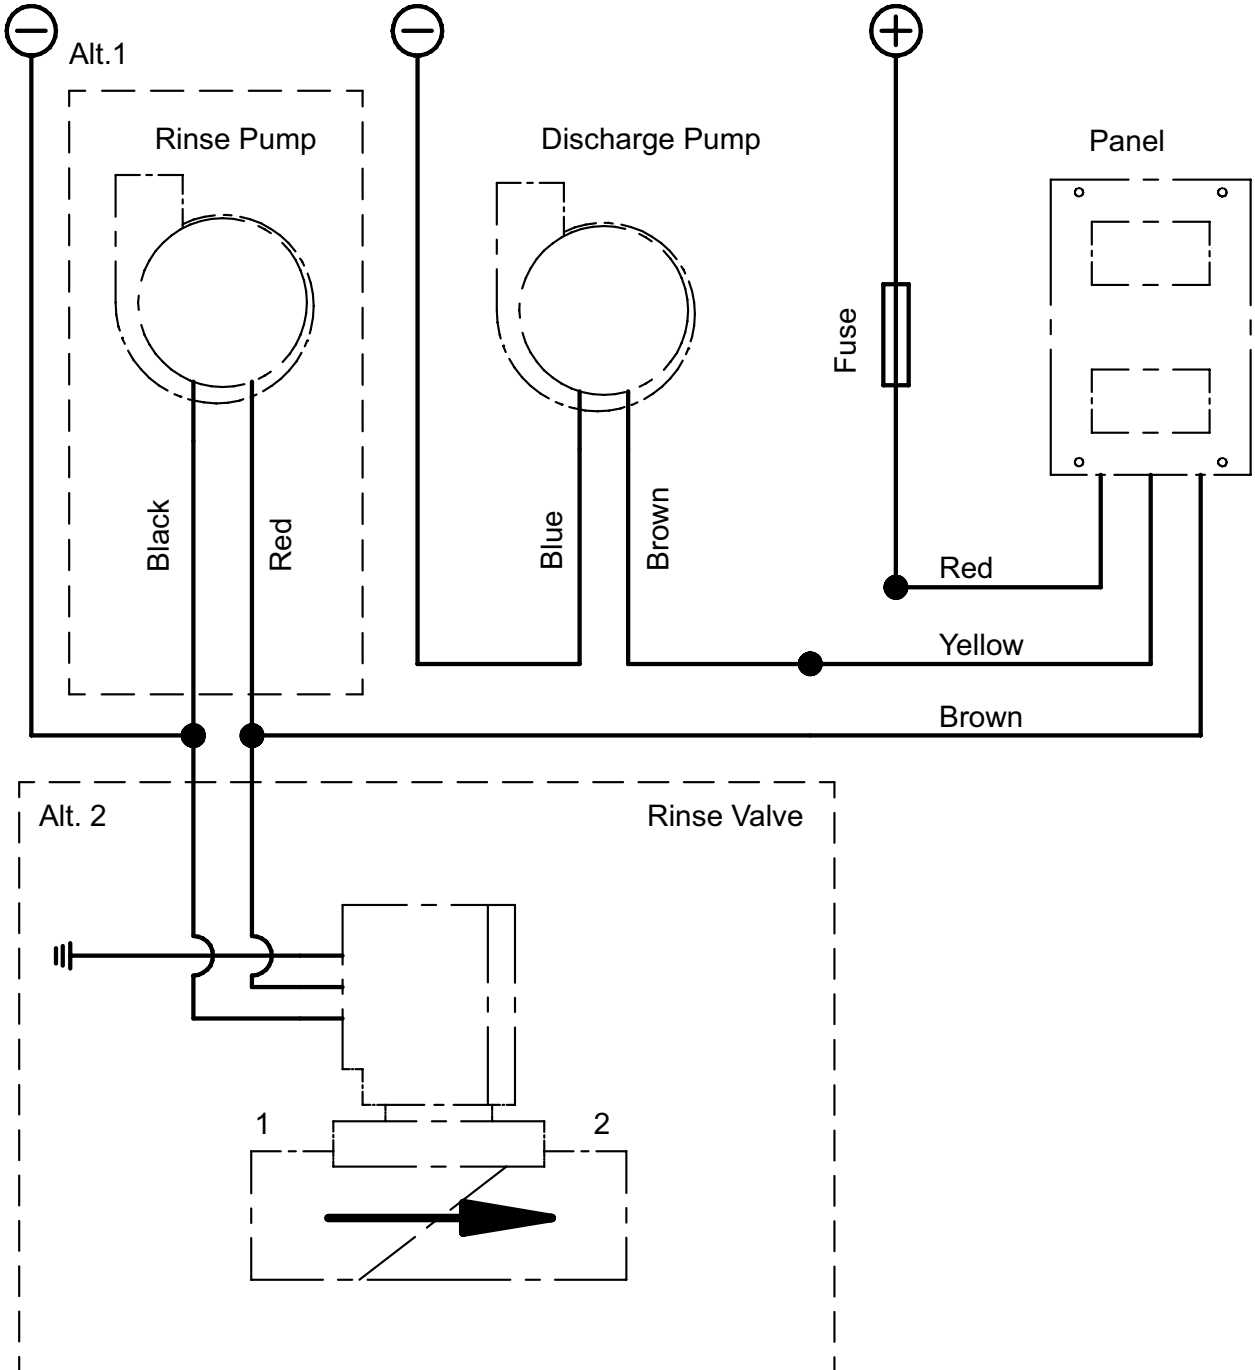 Alt.1
Rinse Pump
Discharge Pump
Panel
Fuse
Black
Red
Blue
Brown
Red
Yellow
Brown
Alt. 2
Rinse Valve
1
2